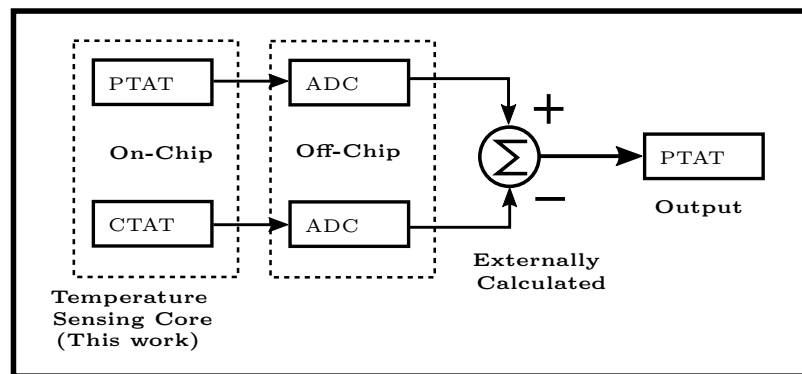 PTAT
ADC
On-Chip
Off-Chip
CTAT
ADC
+
Σ
−
PTAT
Output
Externally
Calculated
Temperature
Sensing Core
(This work)